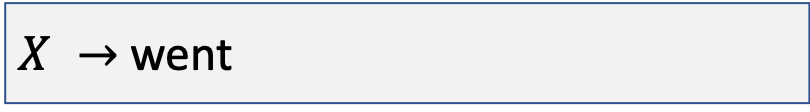 X → went